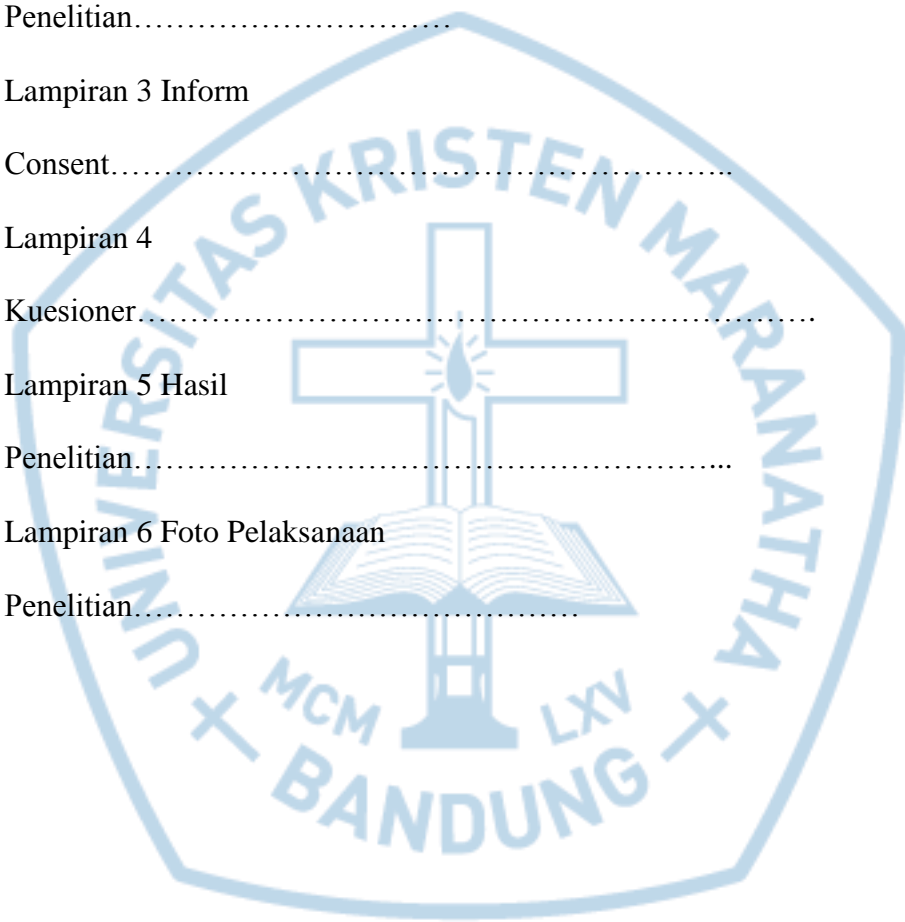 Penelitian…………………………
Lampiran 3 Inform
Consent…………………………………………………..
Lampiran 4
Kuesioner……………………………………………………….
Lampiran 5 Hasil
Penelitian………………………………………………...
Lampiran 6 Foto Pelaksanaan
Penelitian……………………………………
UNIVERSITAS KRISTEN MARANATHA
MCM LXV
BANDUNG